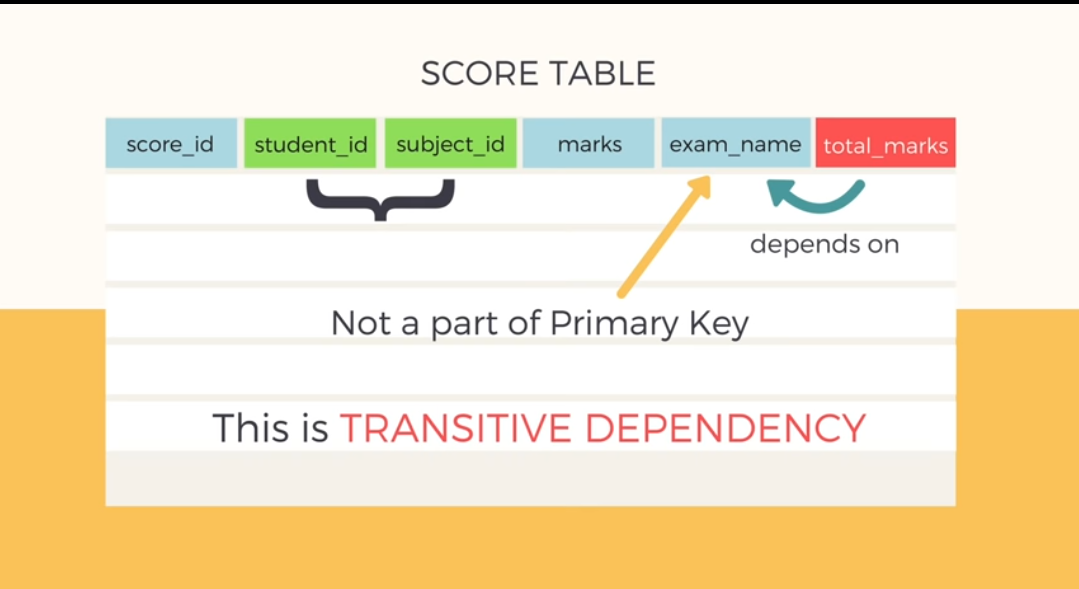 SCORE TABLE
score_id student_id subject_id marks exam_name total_marks
depends on
Not a part of Primary Key
This is TRANSITIVE DEPENDENCY